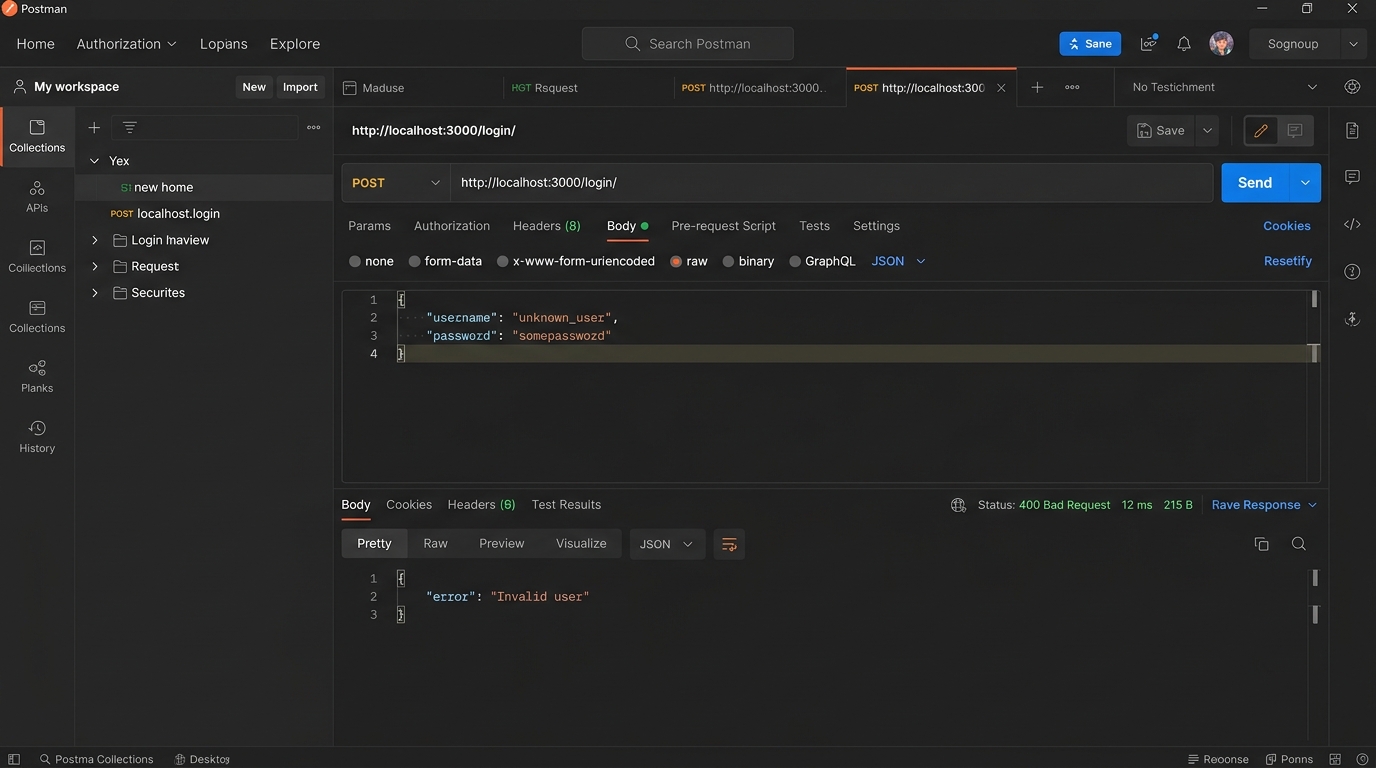 Postman
Home Authorization Lopians Explore Search Postman Sane Sognoup
My workspace New Import Maduse HGT Rsquest POST http://localhost:3000.. POST http://localhost:300 No Testichment
Collections
APIs
Collections
Collections
Planks
History
Yex
new home
POST localhost.login
Login Inaview
Request
Securites
http://localhost:3000/login/ Save
POST http://localhost:3000/login/ Send
Params Authorization Headers (8) Body Pre-request Script Tests Settings Cookies
none form-data x-www-form-uriencoded raw binary GraphQL JSON Resetify
1 {
2 "username": "unknown_user",
3 "password": "somepasswozd"
4 }
Body Cookies Headers (6) Test Results Status: 400 Bad Request 12 ms 215 B Rave Response
Pretty Raw Preview Visualize JSON
1 {
2 "error": "Invalid user"
3 }
Postma Collections Desktoy Reoonse Ponns